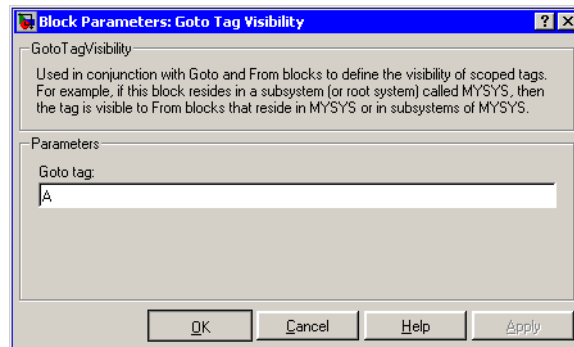 Block Parameters: Goto Tag Visibility
GotoTagVisibility
Used in conjunction with Goto and From blocks to define the visibility of scoped tags.
For example, if this block resides in a subsystem (or root system) called MYSYS, then
the tag is visible to From blocks that reside in MYSYS or in subsystems of MYSYS.
Parameters
Goto tag:
A
OK Cancel Help Apply